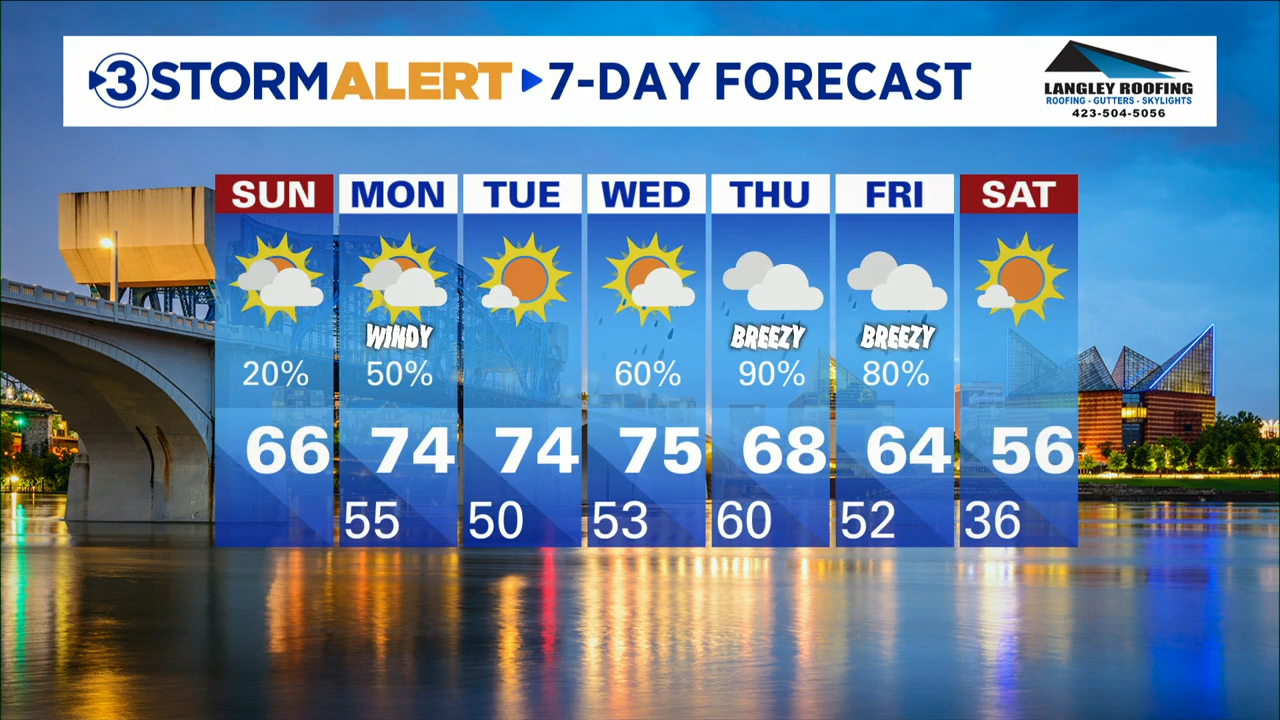 3 STORM ALERT 7-DAY FORECAST
LANGLEY ROOFING
ROOFING - GUTTERS - SKYLIGHTS
423-504-5056
SUN MON TUE WED THU FRI SAT
WINDY BREEZY BREEZY
20% 50% 60% 90% 80%
66 74 74 75 68 64 56
55 50 53 60 52 36